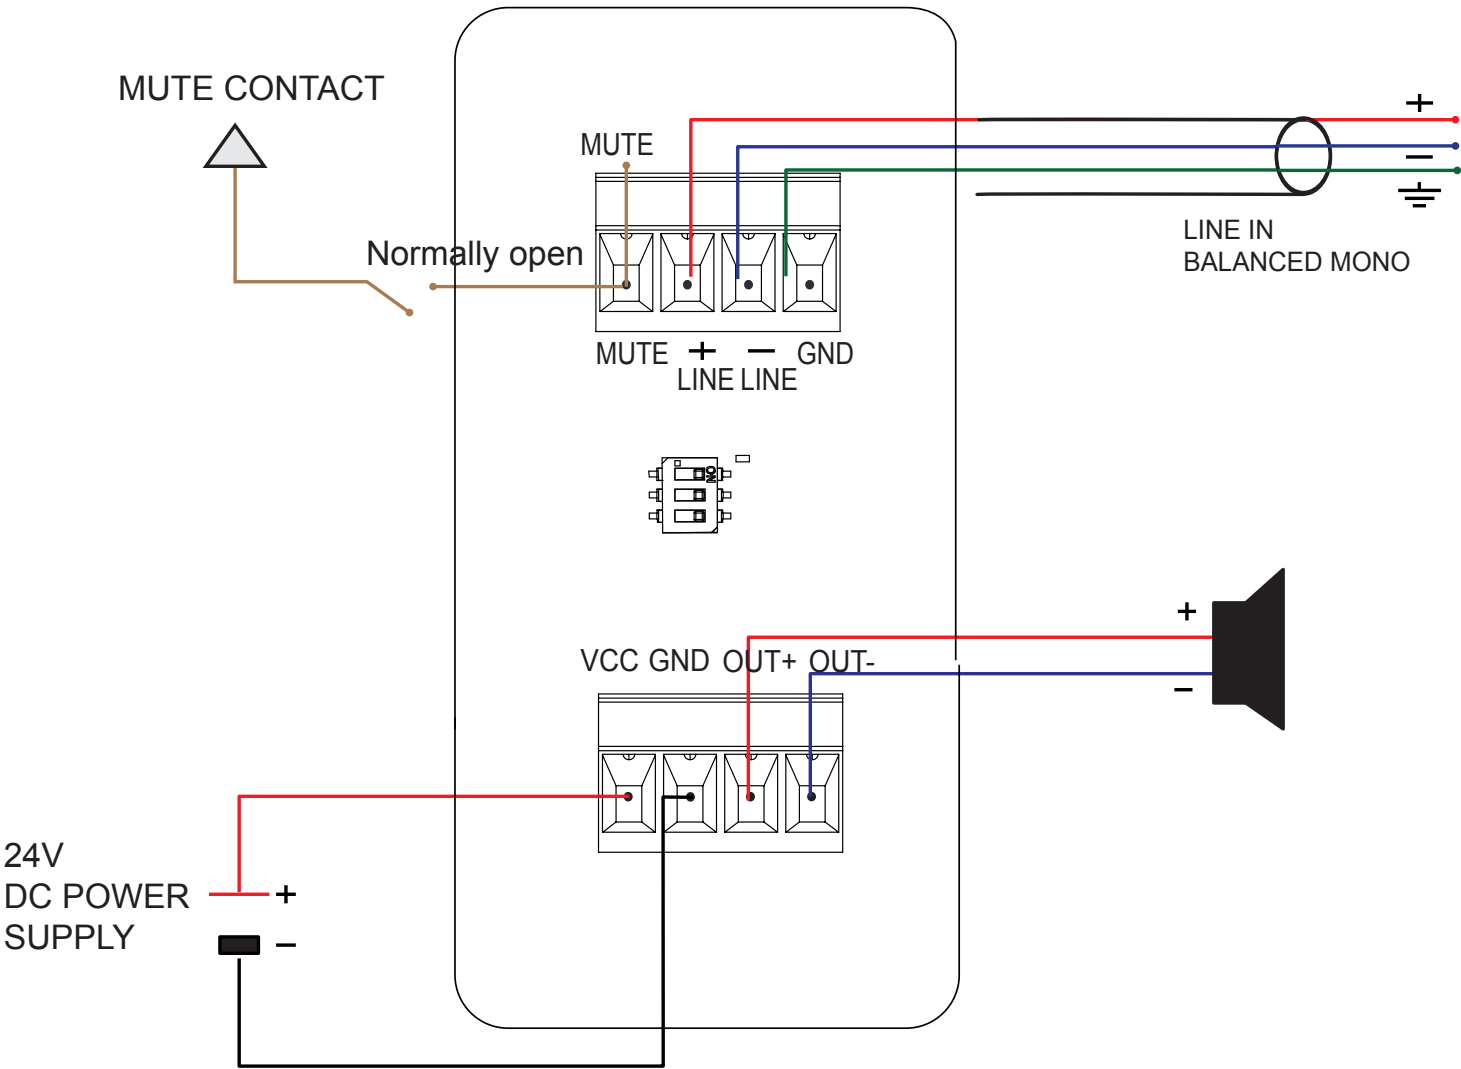 MUTE CONTACT
MUTE
+
−
LINE IN
BALANCED MONO
Normally open
MUTE + − GND
LINE LINE
ON
+
−
VCC GND OUT+ OUT-
24V
DC POWER
SUPPLY
+
−